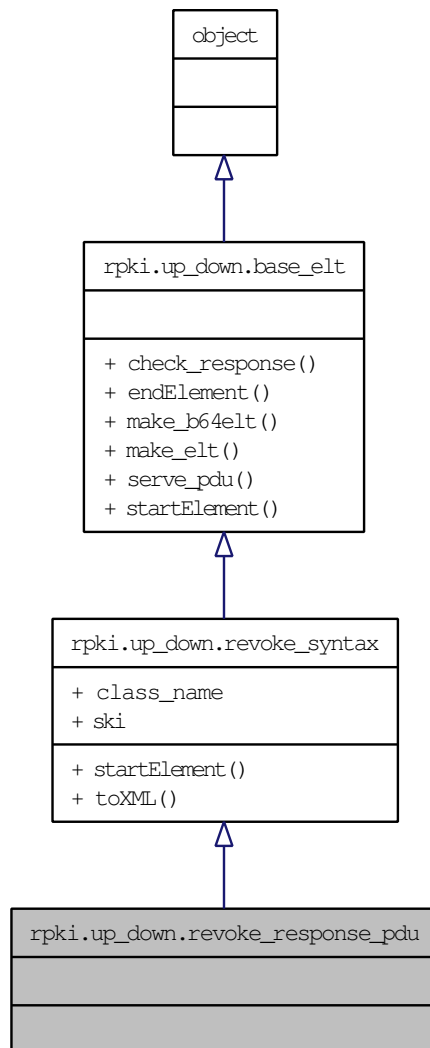 object
rpki.up_down.base_elt
+ check_response()
+ endElement()
+ make_b64elt()
+ make_elt()
+ serve_pdu()
+ startElement()
rpki.up_down.revoke_syntax
+ class_name
+ ski
+ startElement()
+ toXML()
rpki.up_down.revoke_response_pdu